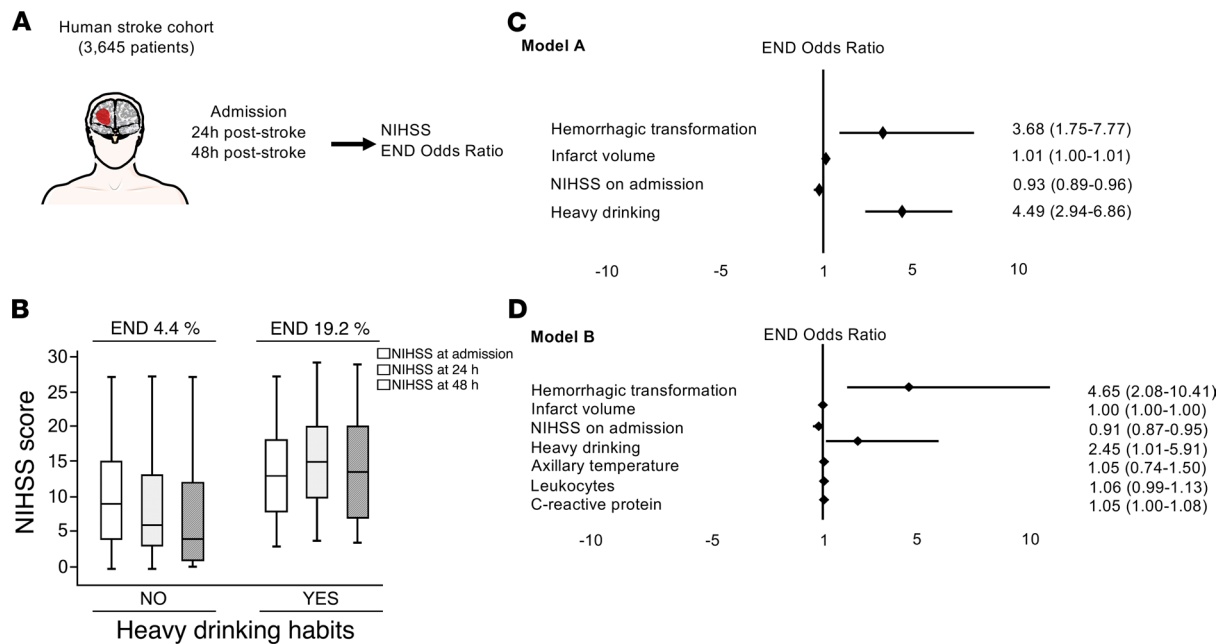 A
Human stroke cohort
(3,645 patients)
Admission
24h post-stroke
48h post-stroke
NIHSS
END Odds Ratio
B
END 4.4 %
END 19.2 %
NIHSS at admission
NIHSS at 24 h
NIHSS at 48 h
NIHSS score
30
25
20
15
10
5
0
NO
YES
Heavy drinking habits
C
Model A
END Odds Ratio
Hemorrhagic transformation 3.68 (1.75-7.77)
Infarct volume 1.01 (1.00-1.01)
NIHSS on admission 0.93 (0.89-0.96)
Heavy drinking 4.49 (2.94-6.86)
-10 -5 1 5 10
D
Model B
END Odds Ratio
Hemorrhagic transformation 4.65 (2.08-10.41)
Infarct volume 1.00 (1.00-1.00)
NIHSS on admission 0.91 (0.87-0.95)
Heavy drinking 2.45 (1.01-5.91)
Axillary temperature 1.05 (0.74-1.50)
Leukocytes 1.06 (0.99-1.13)
C-reactive protein 1.05 (1.00-1.08)
-10 -5 1 5 10